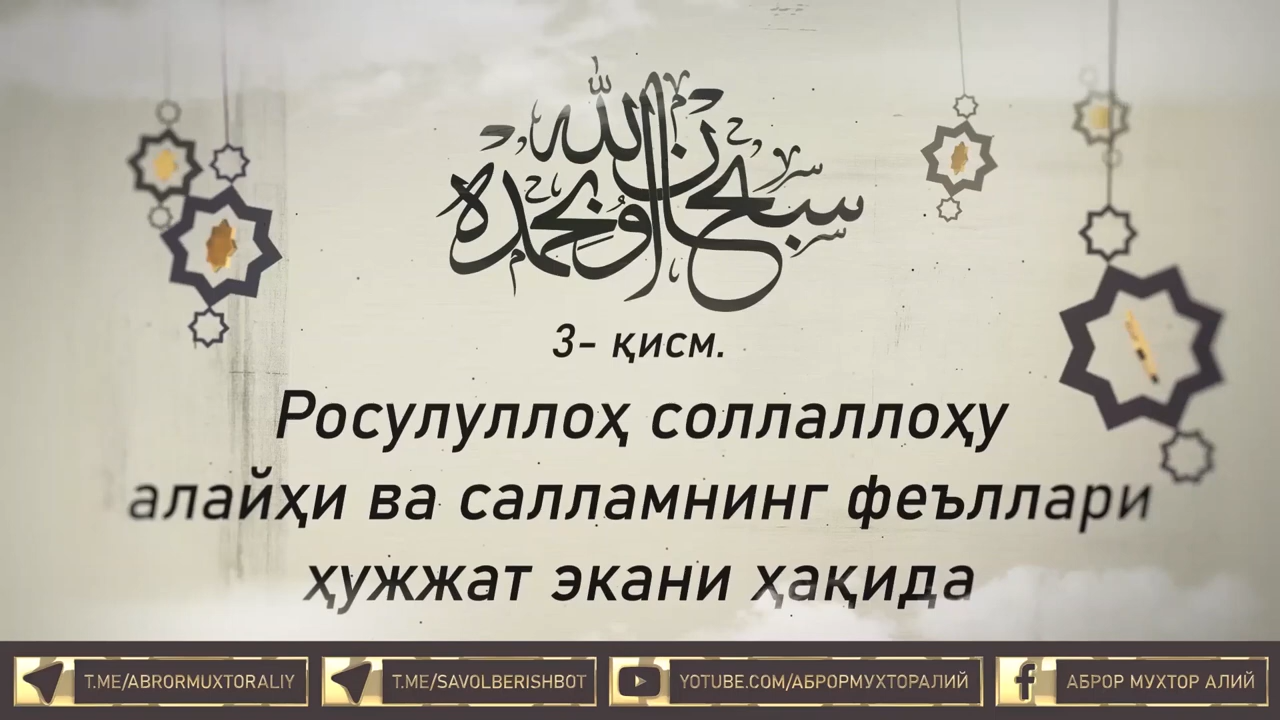 سبحان الله وبحمده
3- қисм.
Росулуллоҳ соллаллоҳу
алайҳи ва салламнинг феъллари
ҳужжат экани ҳақида
T.ME/ABRORMUXTORALIY
T.ME/SAVOLBERISHBOT
YOTUBE.COM/АБРОРМУХТОРАЛИЙ
АБРОР МУХТОР АЛИЙ